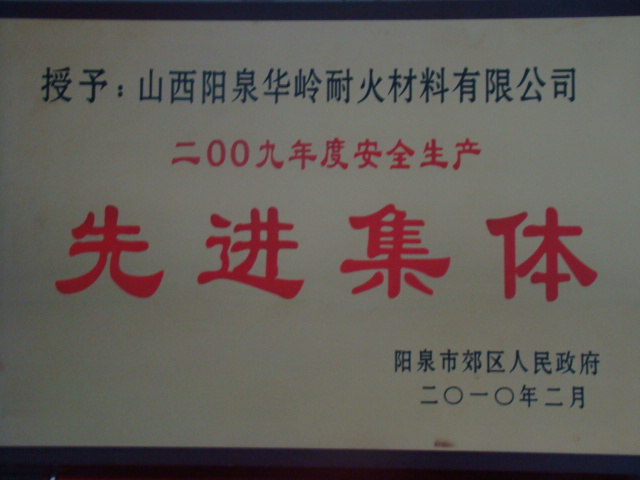 授予：山西阳泉华岭耐火材料有限公司
二00九年度安全生产
先进集体
阳泉市郊区人民政府
二〇一〇年二月